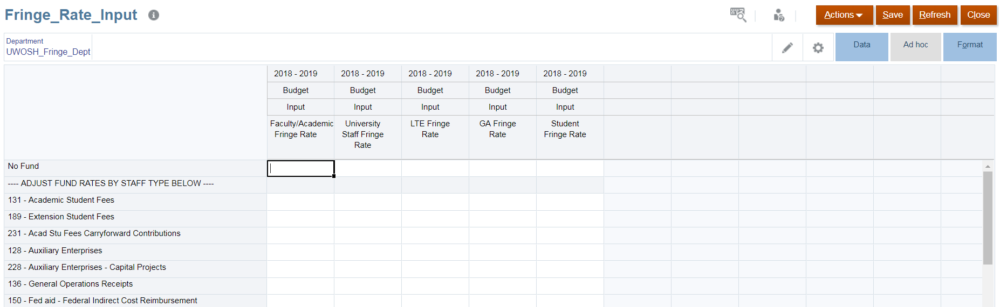 Fringe_Rate_Input
Actions Save Refresh Close
Department
UWOSH_Fringe_Dept
Data Ad hoc Format
2018 - 2019 2018 - 2019 2018 - 2019 2018 - 2019 2018 - 2019
Budget Budget Budget Budget Budget
Input Input Input Input Input
Faculty/Academic University LTE Fringe GA Fringe Student
Fringe Rate Staff Fringe Rate Rate Fringe Rate
Rate
No Fund
---- ADJUST FUND RATES BY STAFF TYPE BELOW ----
131 - Academic Student Fees
189 - Extension Student Fees
231 - Acad Stu Fees Carryforward Contributions
128 - Auxiliary Enterprises
228 - Auxiliary Enterprises - Capital Projects
136 - General Operations Receipts
150 - Fed aid - Federal Indirect Cost Reimbursement